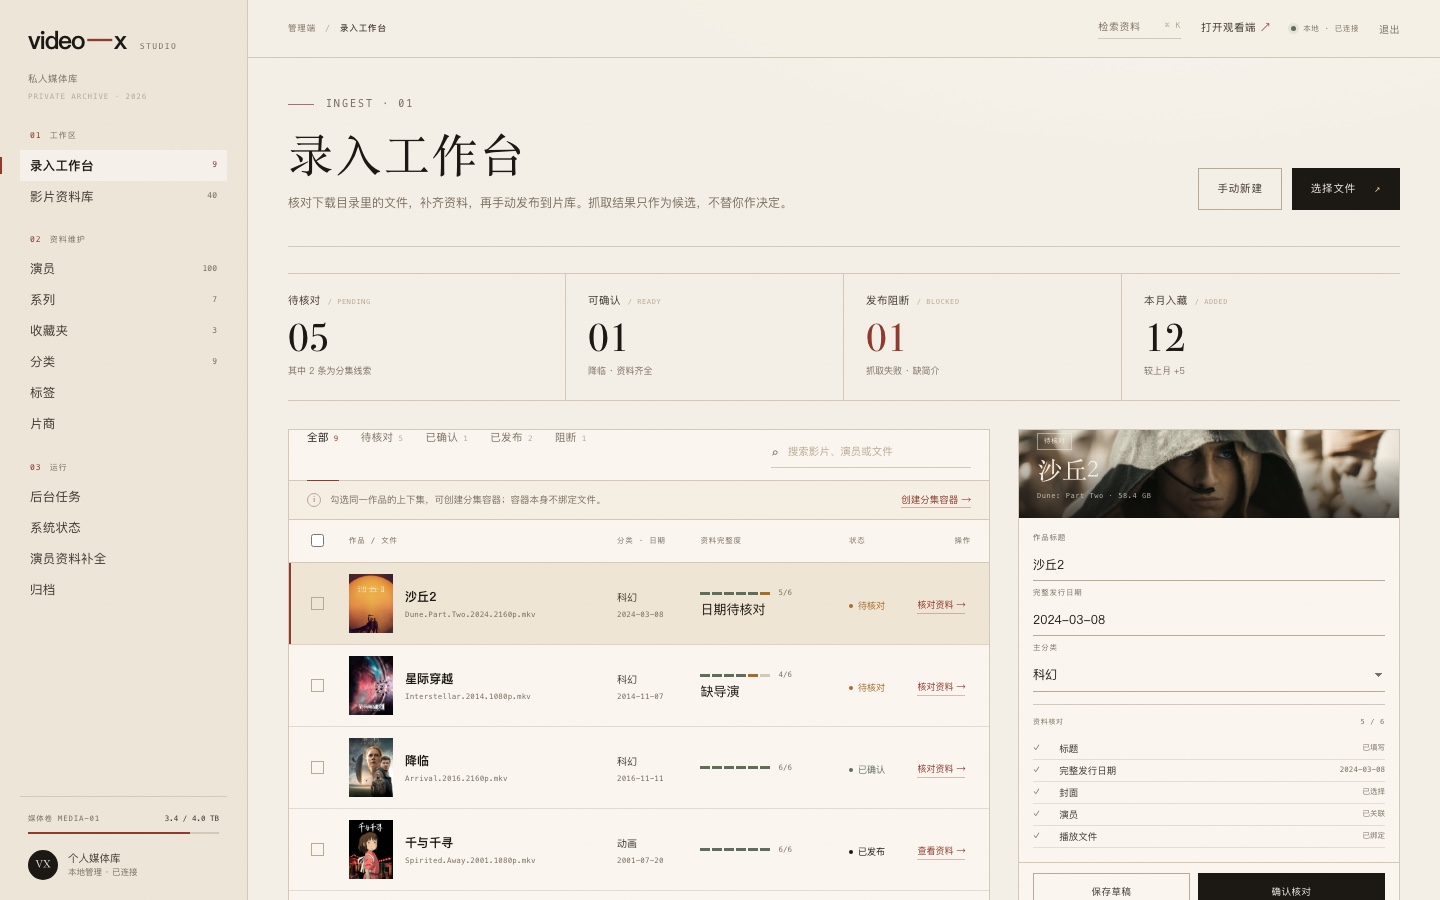 video—x STUDIO
私人媒体库
PRIVATE ARCHIVE · 2026
01 工作区
录入工作台 9
影片资料库 40
02 资料维护
演员 100
系列 7
收藏夹 3
分类 9
标签
片商
03 运行
后台任务
系统状态
演员资料补全
归档
媒体卷 MEDIA-01 3.4 / 4.0 TB
VX
个人媒体库
本地管理 · 已连接
管理端 / 录入工作台
检索资料 ⌘ K
打开观看端 ↗
本地 · 已连接
退出
INGEST · 01
录入工作台
核对下载目录里的文件，补齐资料，再手动发布到片库。抓取结果只作为候选，不替你作决定。
手动新建
选择文件 ↗
待核对 / PENDING
05
其中 2 条为分集线索
可确认 / READY
01
降临 · 资料齐全
发布阻断 / BLOCKED
01
抓取失败 · 缺简介
本月入藏 / ADDED
12
较上月 +5
全部 9 待核对 5 已确认 1 已发布 2 阻断 1
搜索影片、演员或文件
勾选同一作品的上下集，可创建分集容器；容器本身不绑定文件。
创建分集容器 →
作品 / 文件 分类 · 日期 资料完整度 状态 操作
沙丘2
Dune.Part.Two.2024.2160p.mkv
科幻
2024-03-08
5/6
日期待核对
待核对
核对资料 →
星际穿越
Interstellar.2014.1080p.mkv
科幻
2014-11-07
4/6
缺导演
待核对
核对资料 →
降临
Arrival.2016.2160p.mkv
科幻
2016-11-11
6/6
已确认
核对资料 →
千与千寻
千与千寻
Spirited.Away.2001.1080p.mkv
动画
2001-07-20
6/6
已发布
查看资料 →
待核对
沙丘2
Dune: Part Two · 58.4 GB
作品标题
沙丘2
完整发行日期
2024-03-08
主分类
科幻
资料核对 5 / 6
✓ 标题 已填写
✓ 完整发行日期 2024-03-08
✓ 封面 已选择
✓ 演员 已关联
✓ 播放文件 已绑定
保存草稿
确认核对